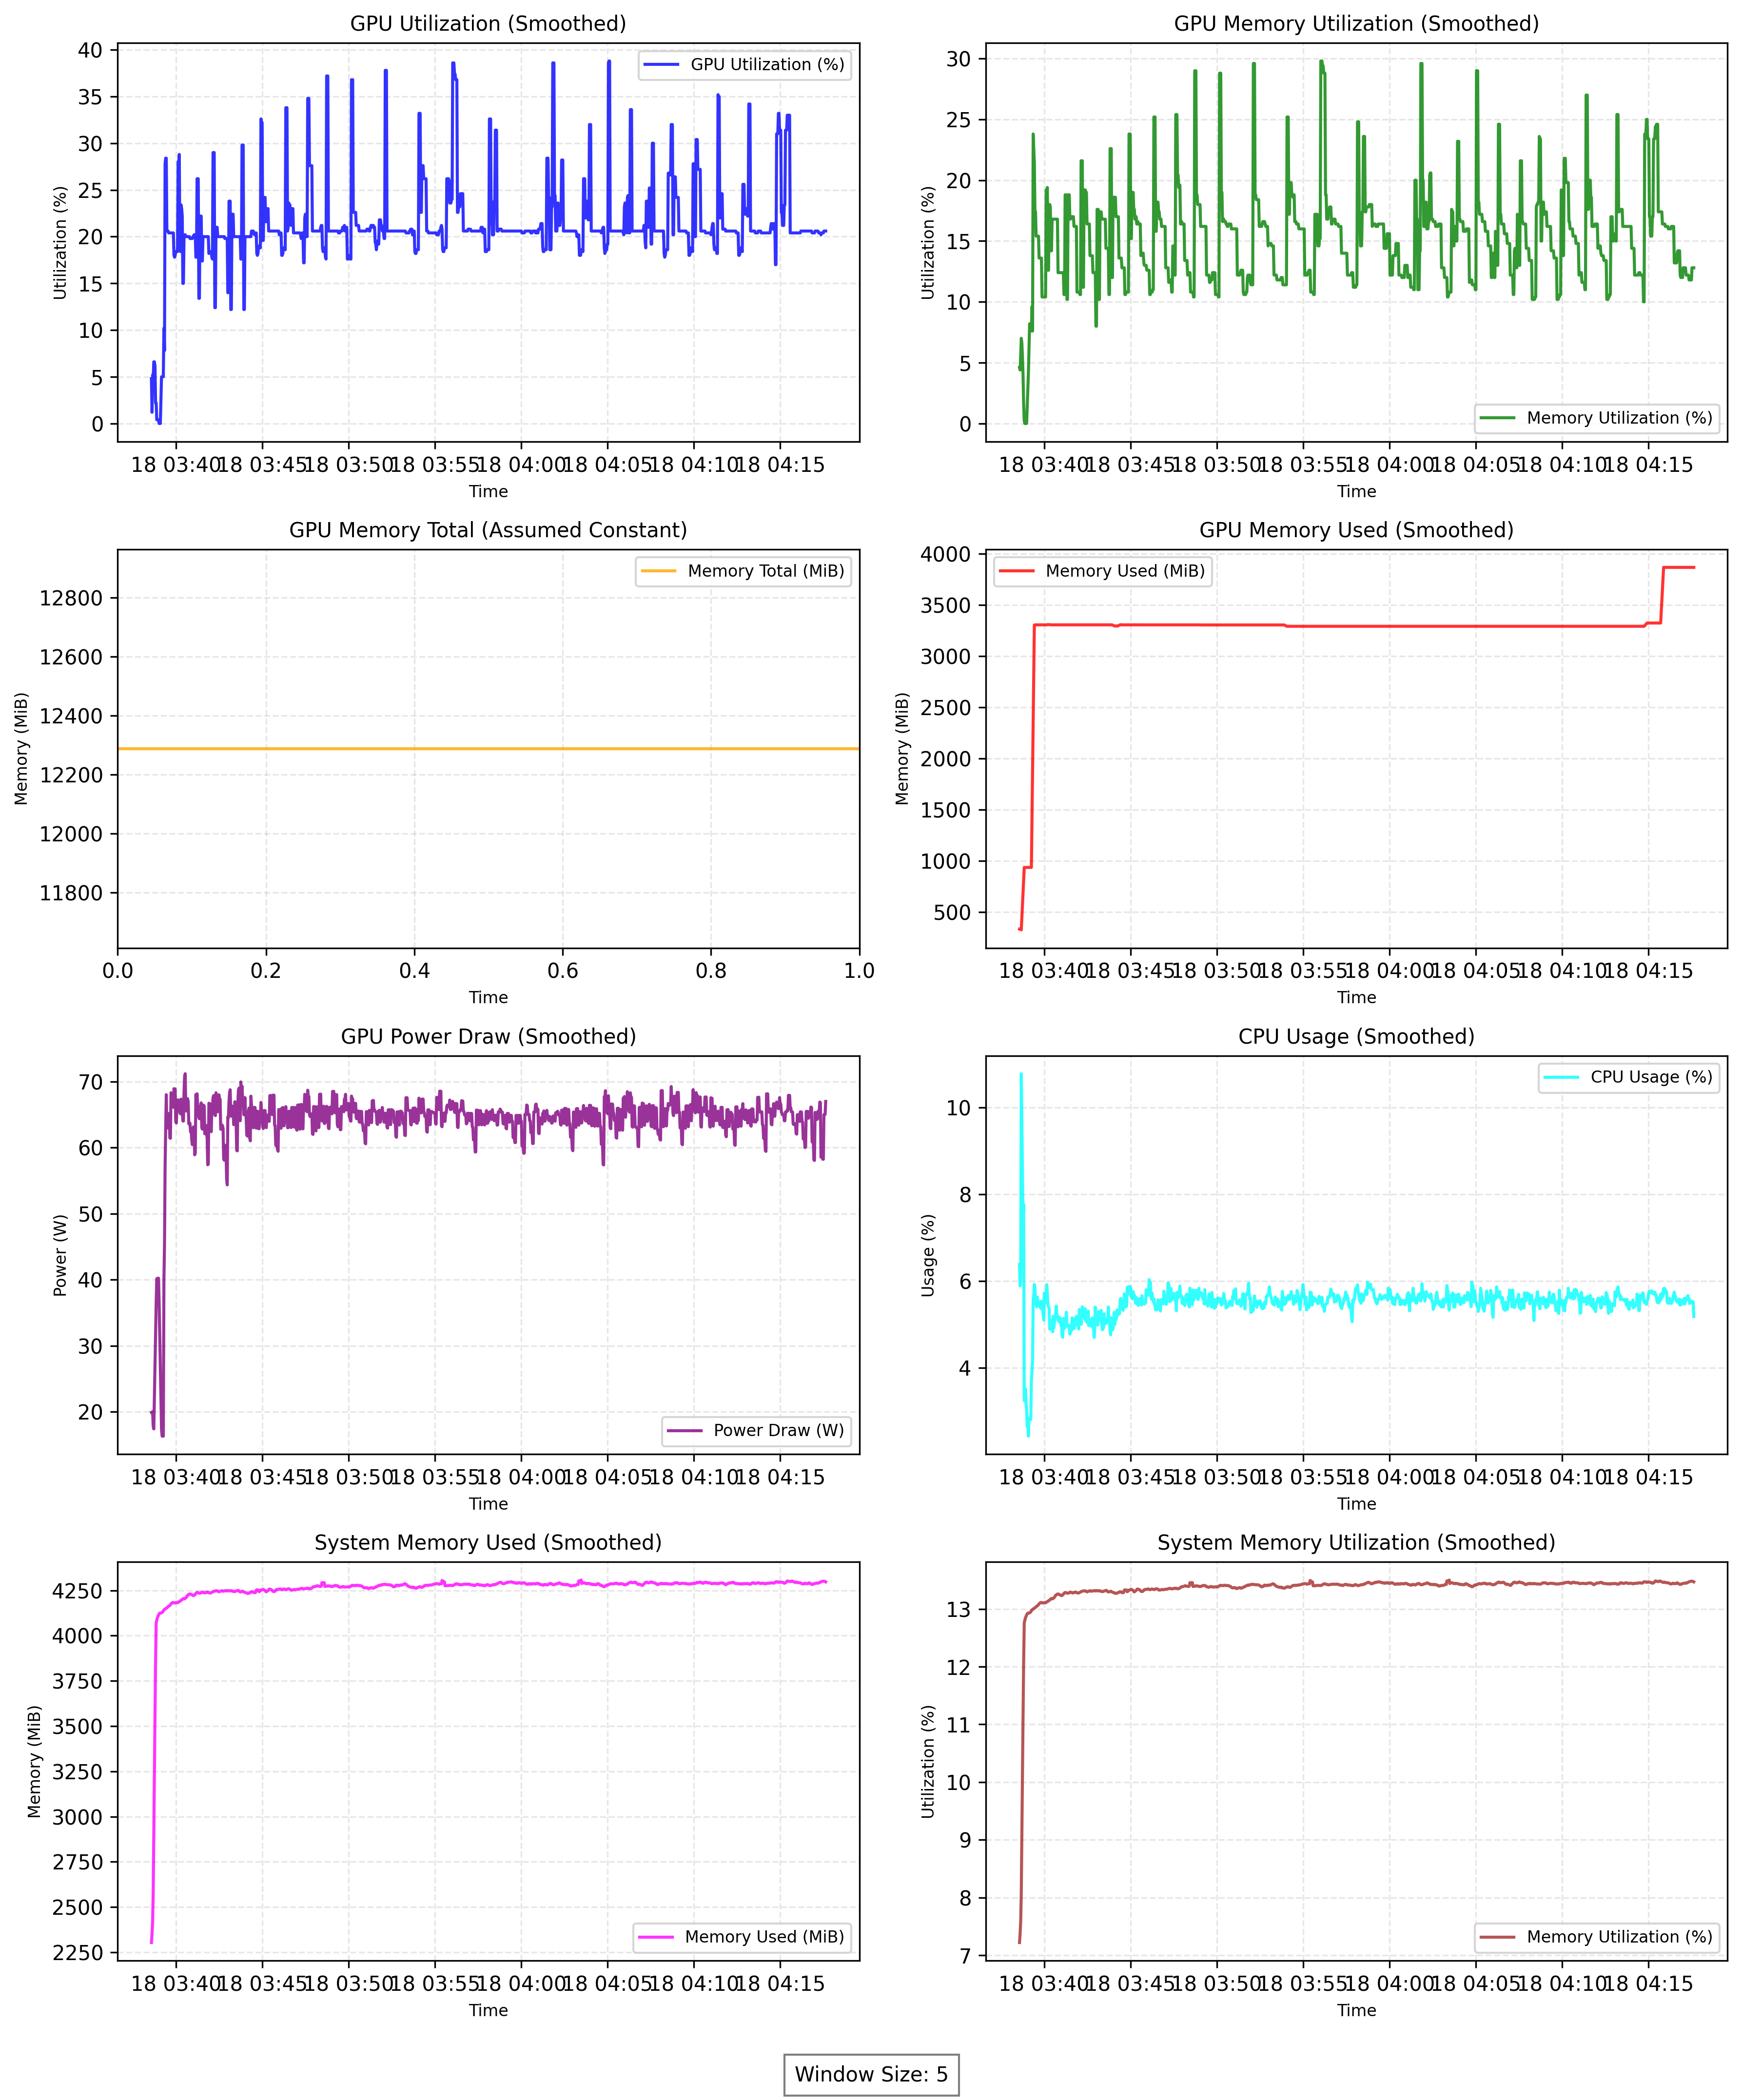 GPU Utilization (Smoothed)
Utilization (%)
40
35
30
25
20
15
10
5
0
GPU Utilization (%)
18 03:40 18 03:45 18 03:50 18 03:55 18 04:00 18 04:05 18 04:10 18 04:15
Time
GPU Memory Utilization (Smoothed)
Utilization (%)
30
25
20
15
10
5
0
Memory Utilization (%)
18 03:40 18 03:45 18 03:50 18 03:55 18 04:00 18 04:05 18 04:10 18 04:15
Time
GPU Memory Total (Assumed Constant)
Memory (MiB)
12800
12600
12400
12200
12000
11800
Memory Total (MiB)
0.0 0.2 0.4 0.6 0.8 1.0
Time
GPU Memory Used (Smoothed)
Memory (MiB)
4000
3500
3000
2500
2000
1500
1000
500
Memory Used (MiB)
18 03:40 18 03:45 18 03:50 18 03:55 18 04:00 18 04:05 18 04:10 18 04:15
Time
GPU Power Draw (Smoothed)
Power (W)
70
60
50
40
30
20
Power Draw (W)
18 03:40 18 03:45 18 03:50 18 03:55 18 04:00 18 04:05 18 04:10 18 04:15
Time
CPU Usage (Smoothed)
Usage (%)
10
8
6
4
CPU Usage (%)
18 03:40 18 03:45 18 03:50 18 03:55 18 04:00 18 04:05 18 04:10 18 04:15
Time
System Memory Used (Smoothed)
Memory (MiB)
4250
4000
3750
3500
3250
3000
2750
2500
2250
Memory Used (MiB)
18 03:40 18 03:45 18 03:50 18 03:55 18 04:00 18 04:05 18 04:10 18 04:15
Time
System Memory Utilization (Smoothed)
Utilization (%)
13
12
11
10
9
8
7
Memory Utilization (%)
18 03:40 18 03:45 18 03:50 18 03:55 18 04:00 18 04:05 18 04:10 18 04:15
Time
Window Size: 5